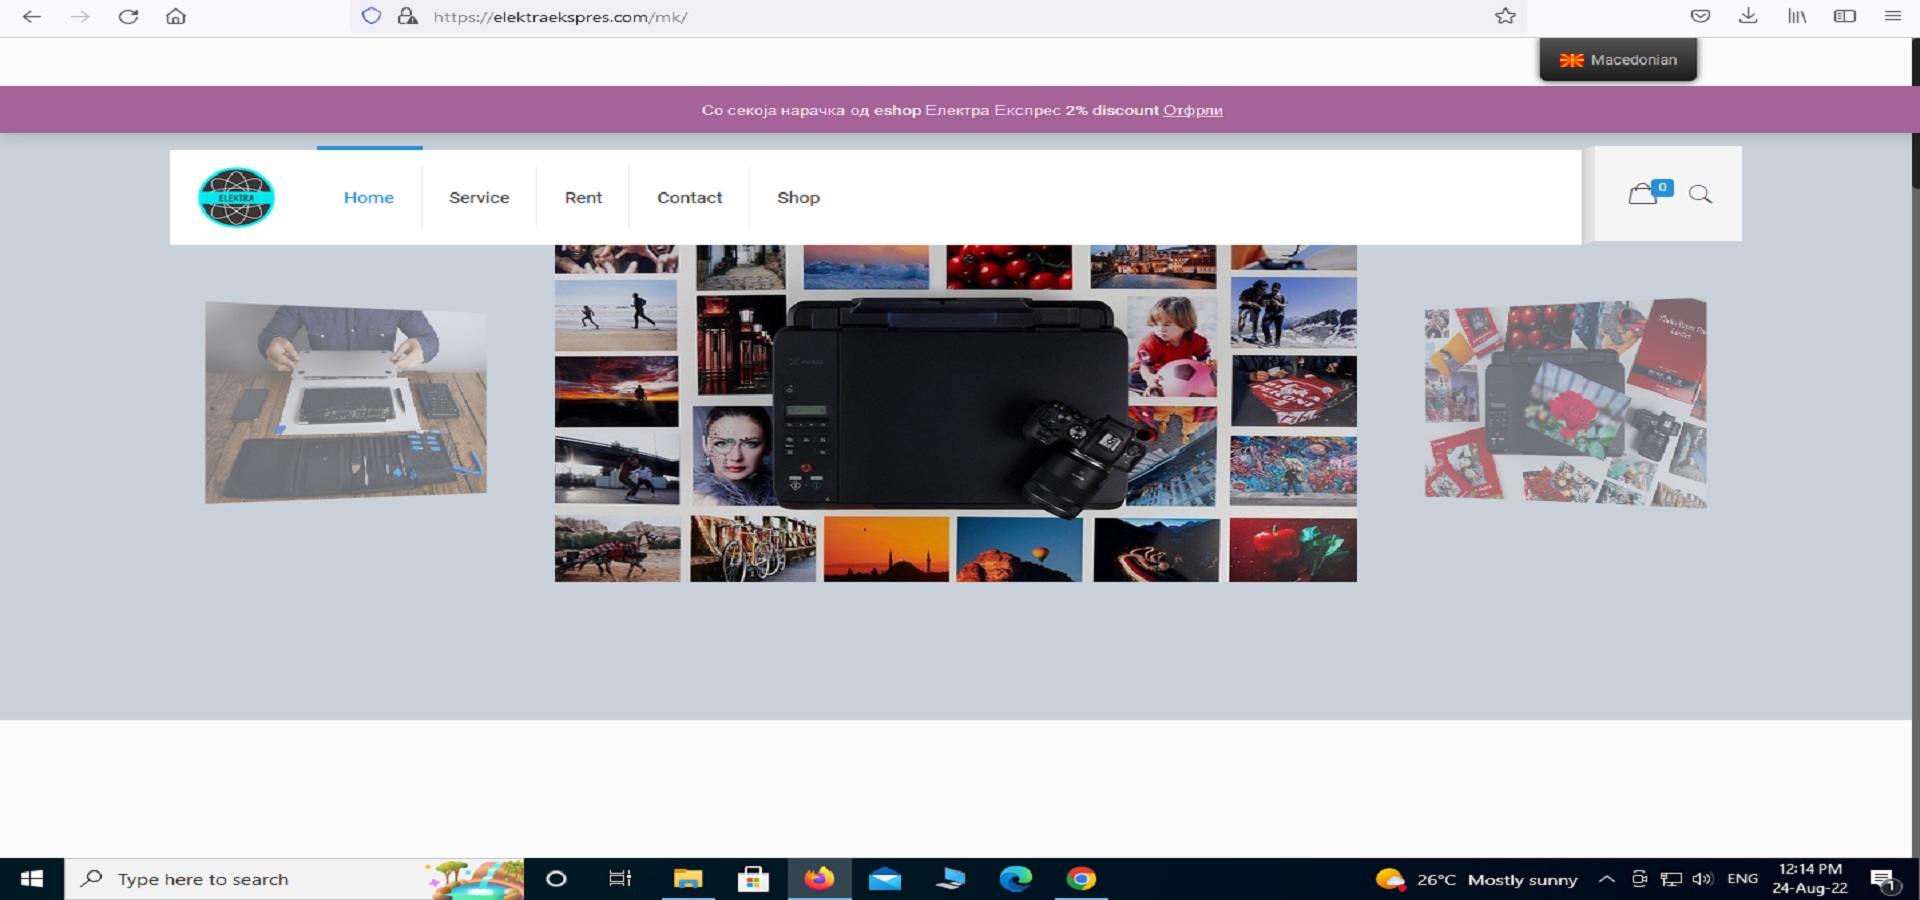 https://elektraekspres.com/mk/
Macedonian
Со секоја нарачка од eshop Електра Експрес 2% discount Отфрли
ELEKTRA
Home Service Rent Contact Shop
0
Type here to search
26°C Mostly sunny
ENG
12:14 PM
24-Aug-22
1